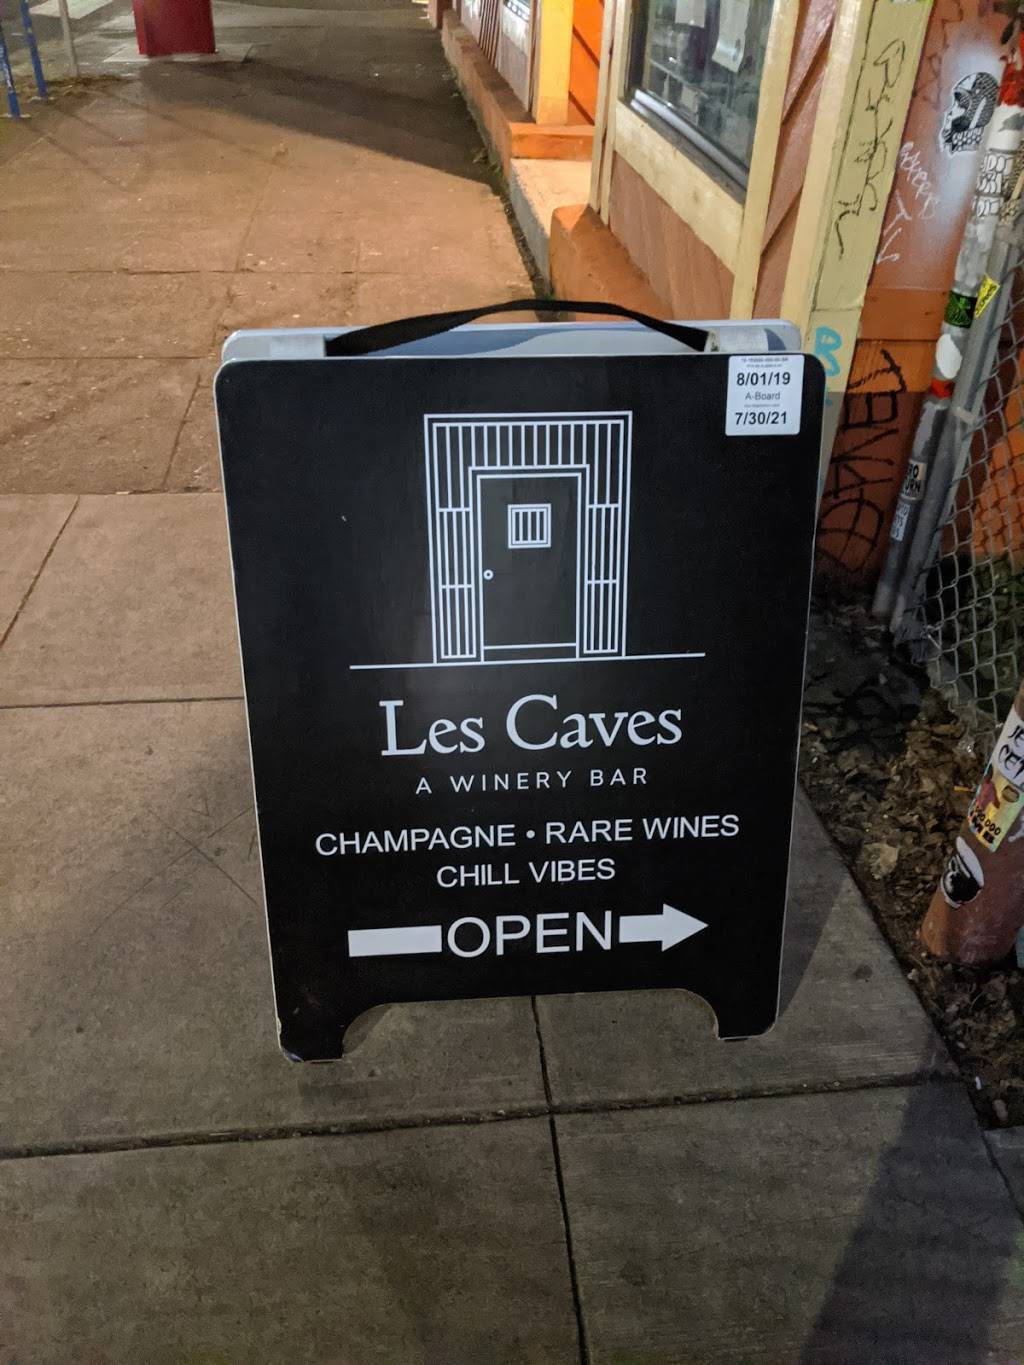 8/01/19
A-Board
7/30/21
Les Caves
A WINERY BAR
CHAMPAGNE • RARE WINES
CHILL VIBES
OPEN